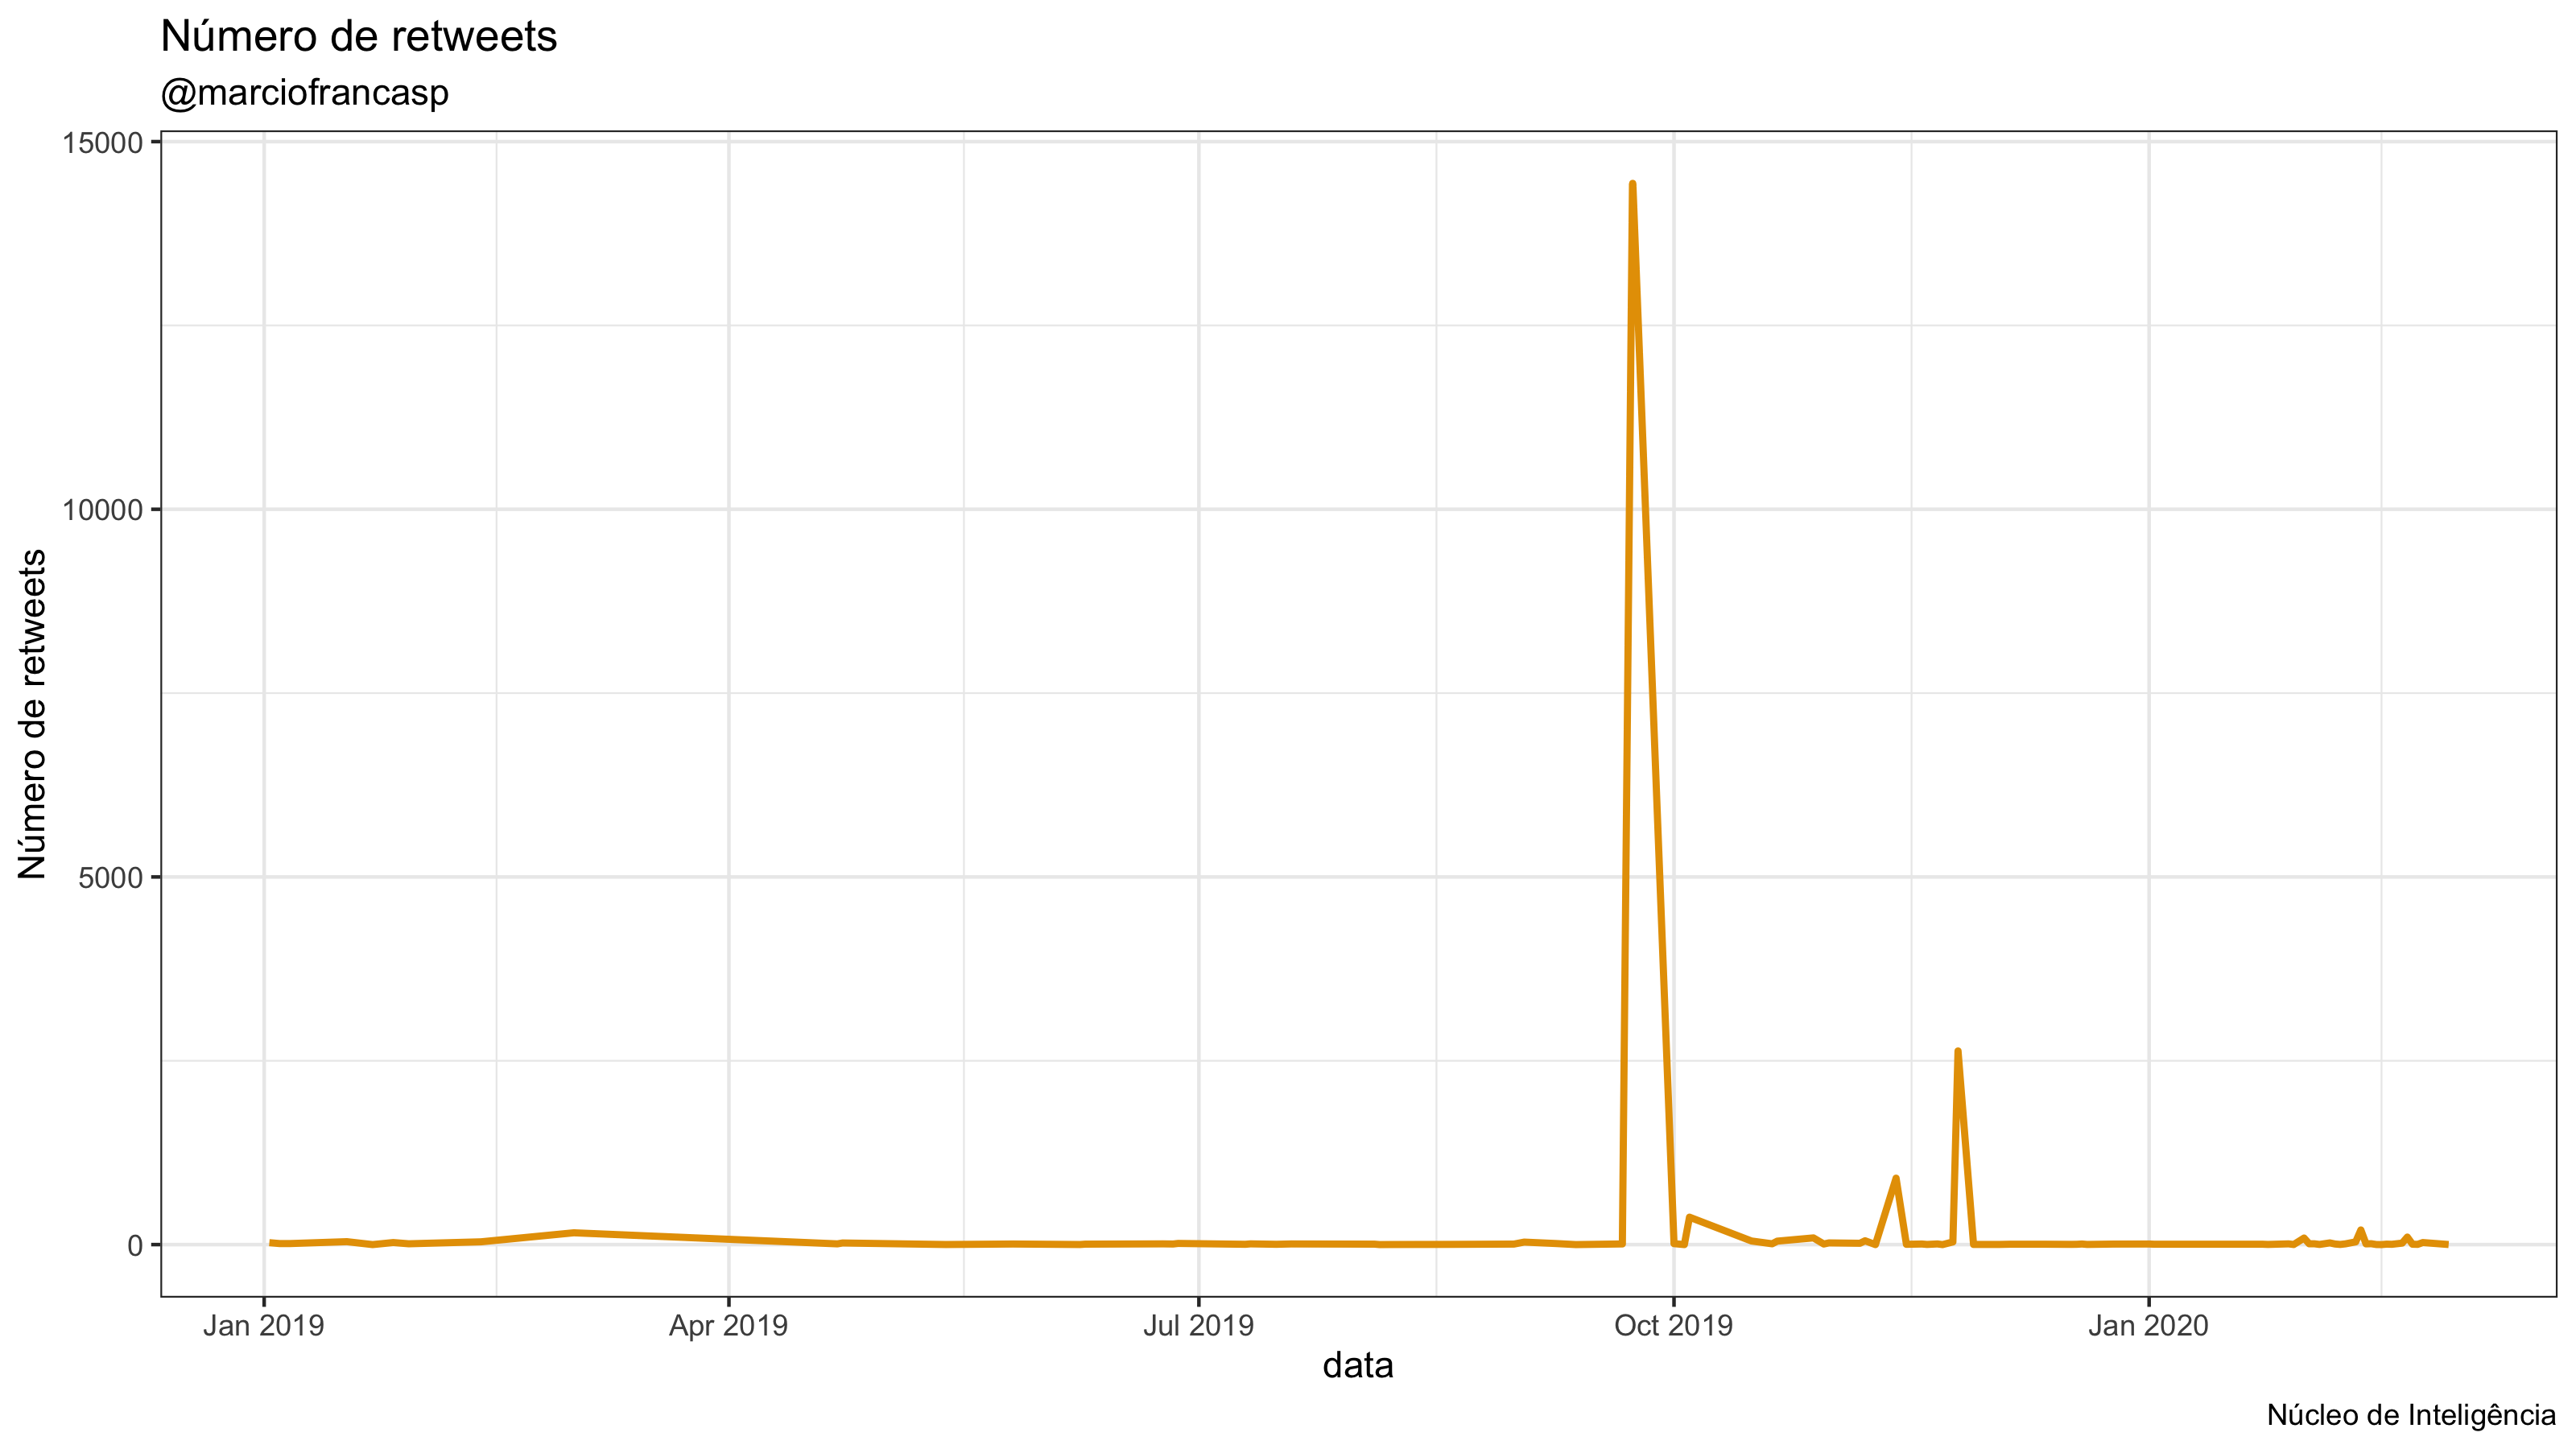 Número de retweets
@marciofrancasp
15000
10000
5000
0
Número de retweets
Jan 2019
Apr 2019
Jul 2019
Oct 2019
Jan 2020
data
Núcleo de Inteligência